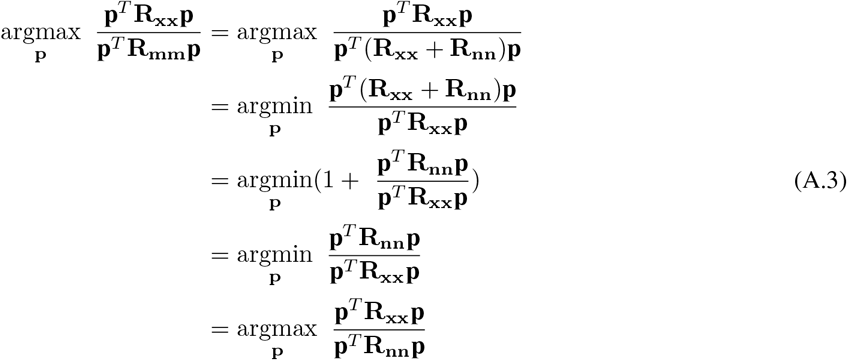 argmax_p (p^T R_xx p)/(p^T R_mm p) = argmax_p (p^T R_xx p)/(p^T (R_xx + R_nn) p)
= argmin_p (p^T (R_xx + R_nn) p)/(p^T R_xx p)
= argmin_p (1 + (p^T R_nn p)/(p^T R_xx p)) (A.3)
= argmin_p (p^T R_nn p)/(p^T R_xx p)
= argmax_p (p^T R_xx p)/(p^T R_nn p)